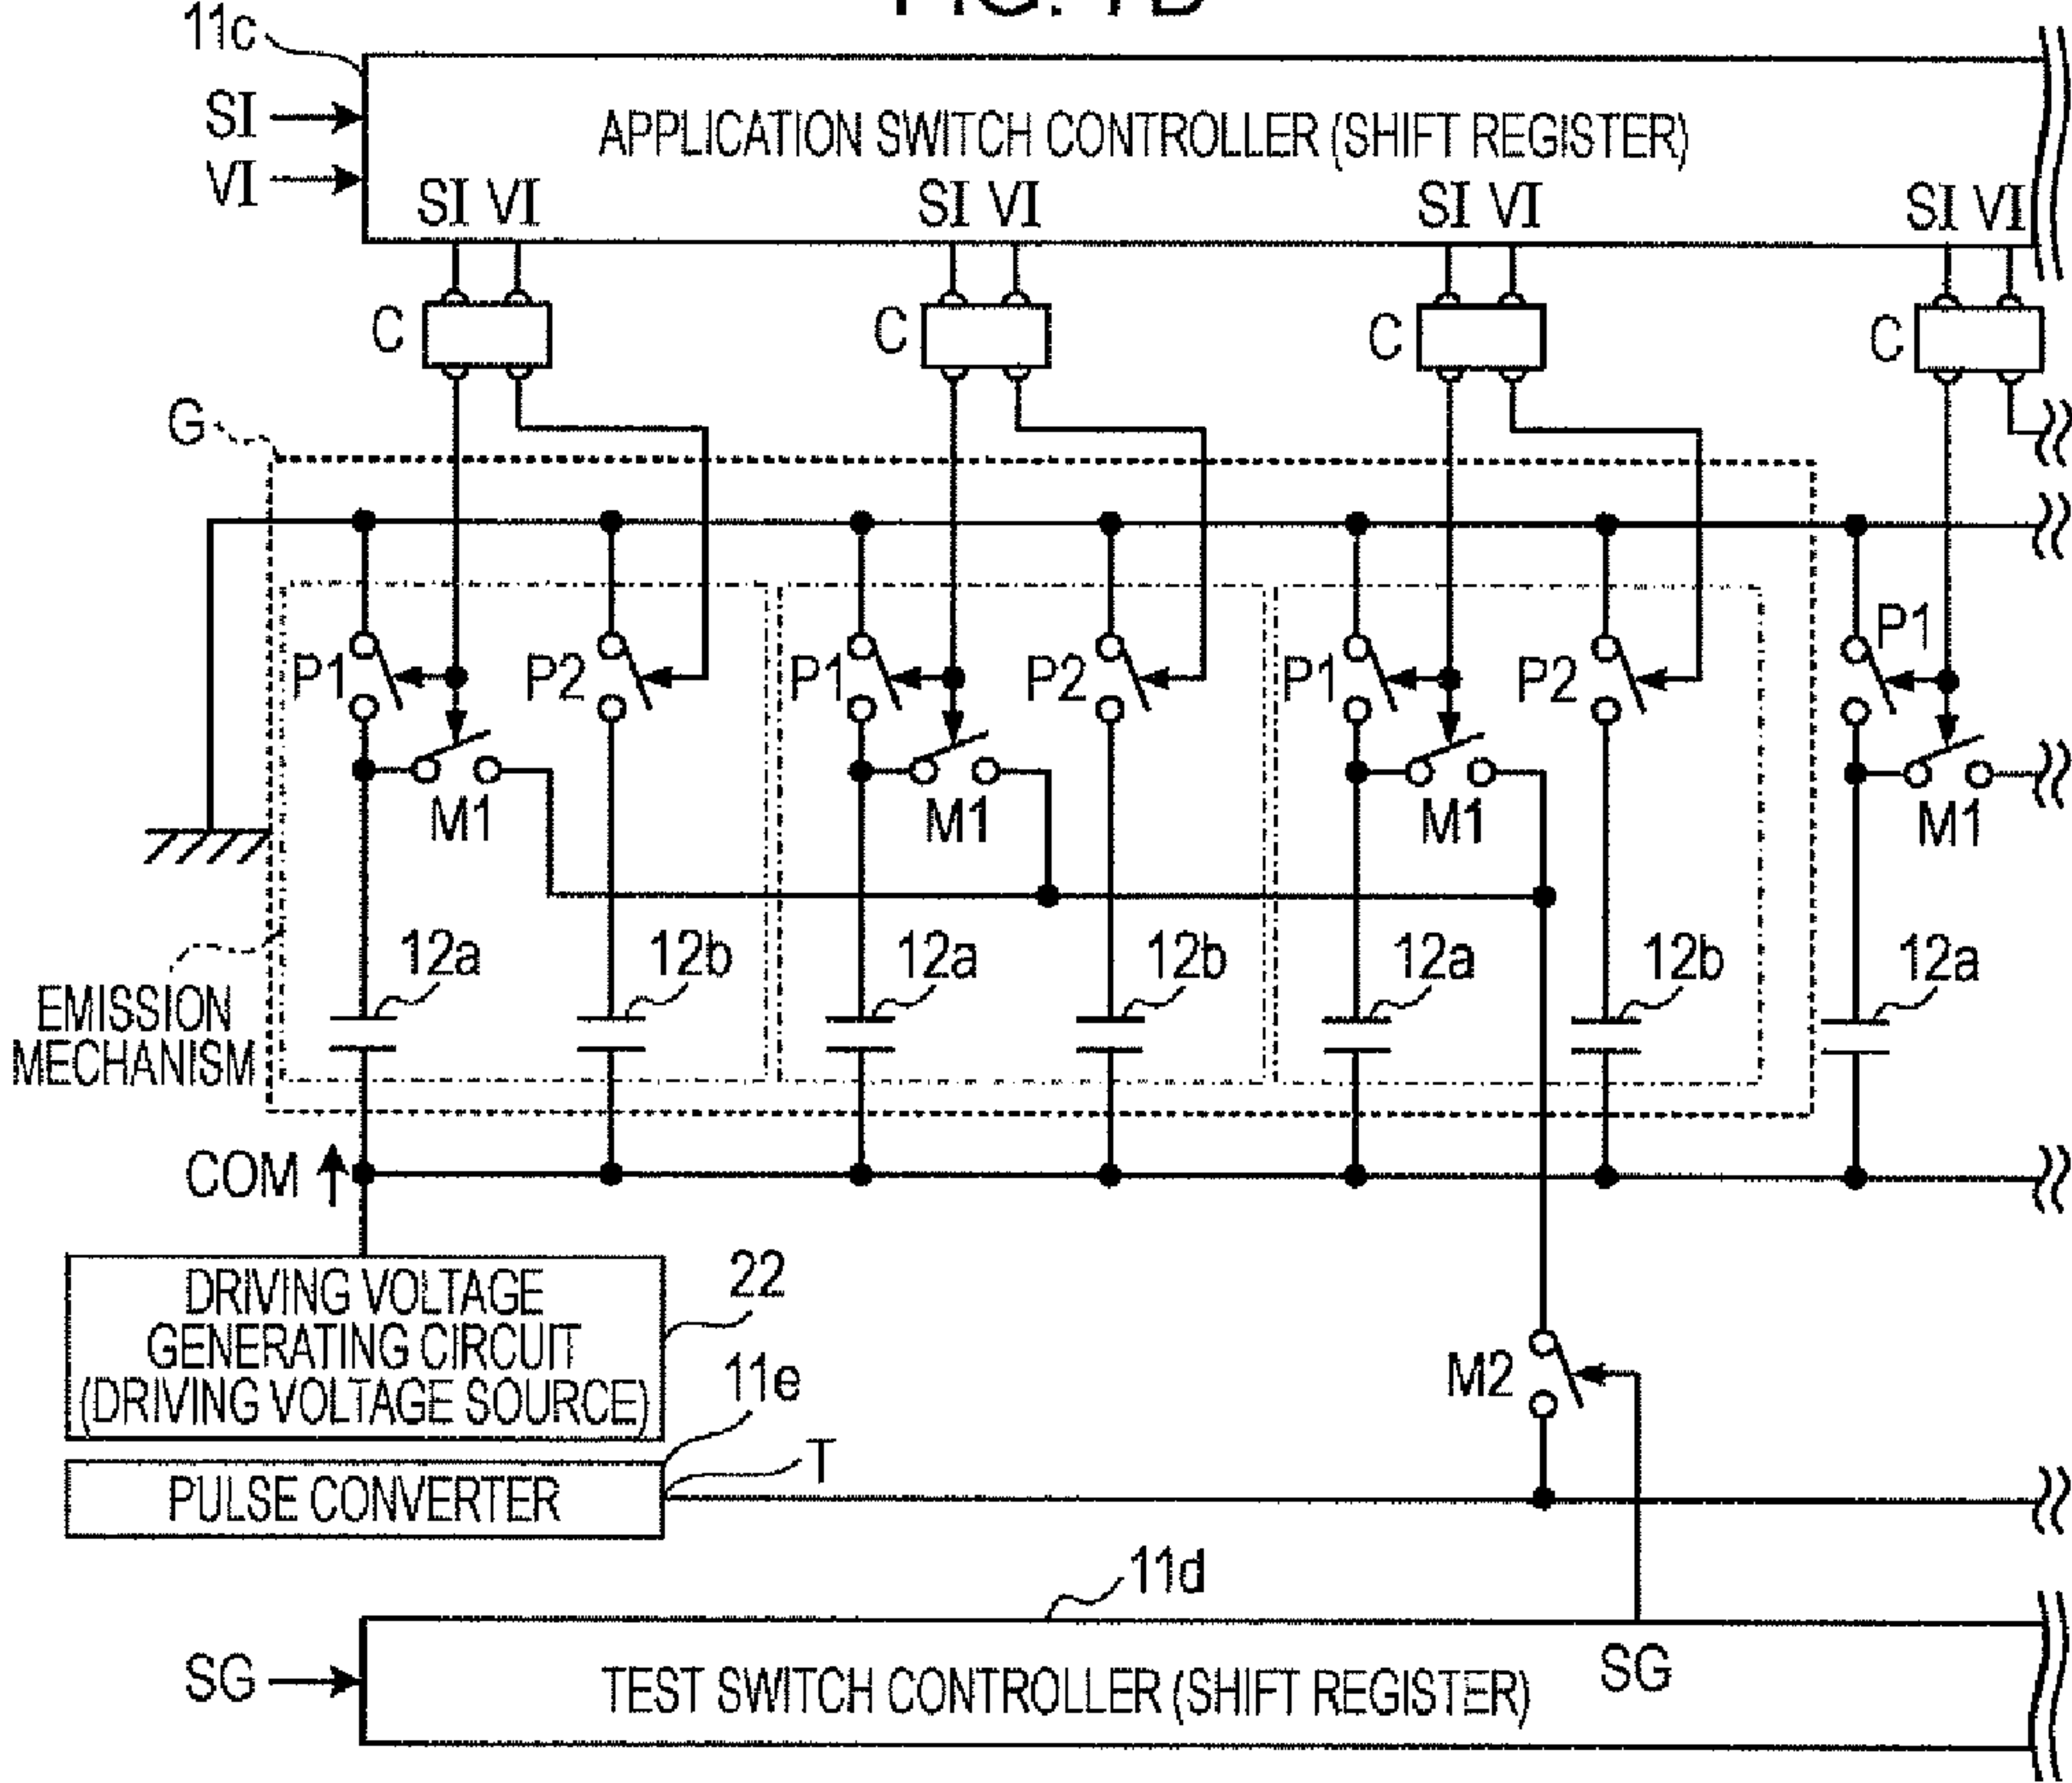 11c
SI
APPLICATION SWITCH CONTROLLER (SHIFT REGISTER)
VI
SI VI SI VI SI VI SI VI
C C C C
G
P1 P2 P1 P2 P1 P2 P1
M1 M1 M1 M1
12a 12b 12a 12b 12a 12b 12a
EMISSION
MECHANISM
COM
DRIVING VOLTAGE
GENERATING CIRCUIT
(DRIVING VOLTAGE SOURCE)
22
11e
M2
T
PULSE CONVERTER
11d
SG
SG
TEST SWITCH CONTROLLER (SHIFT REGISTER)